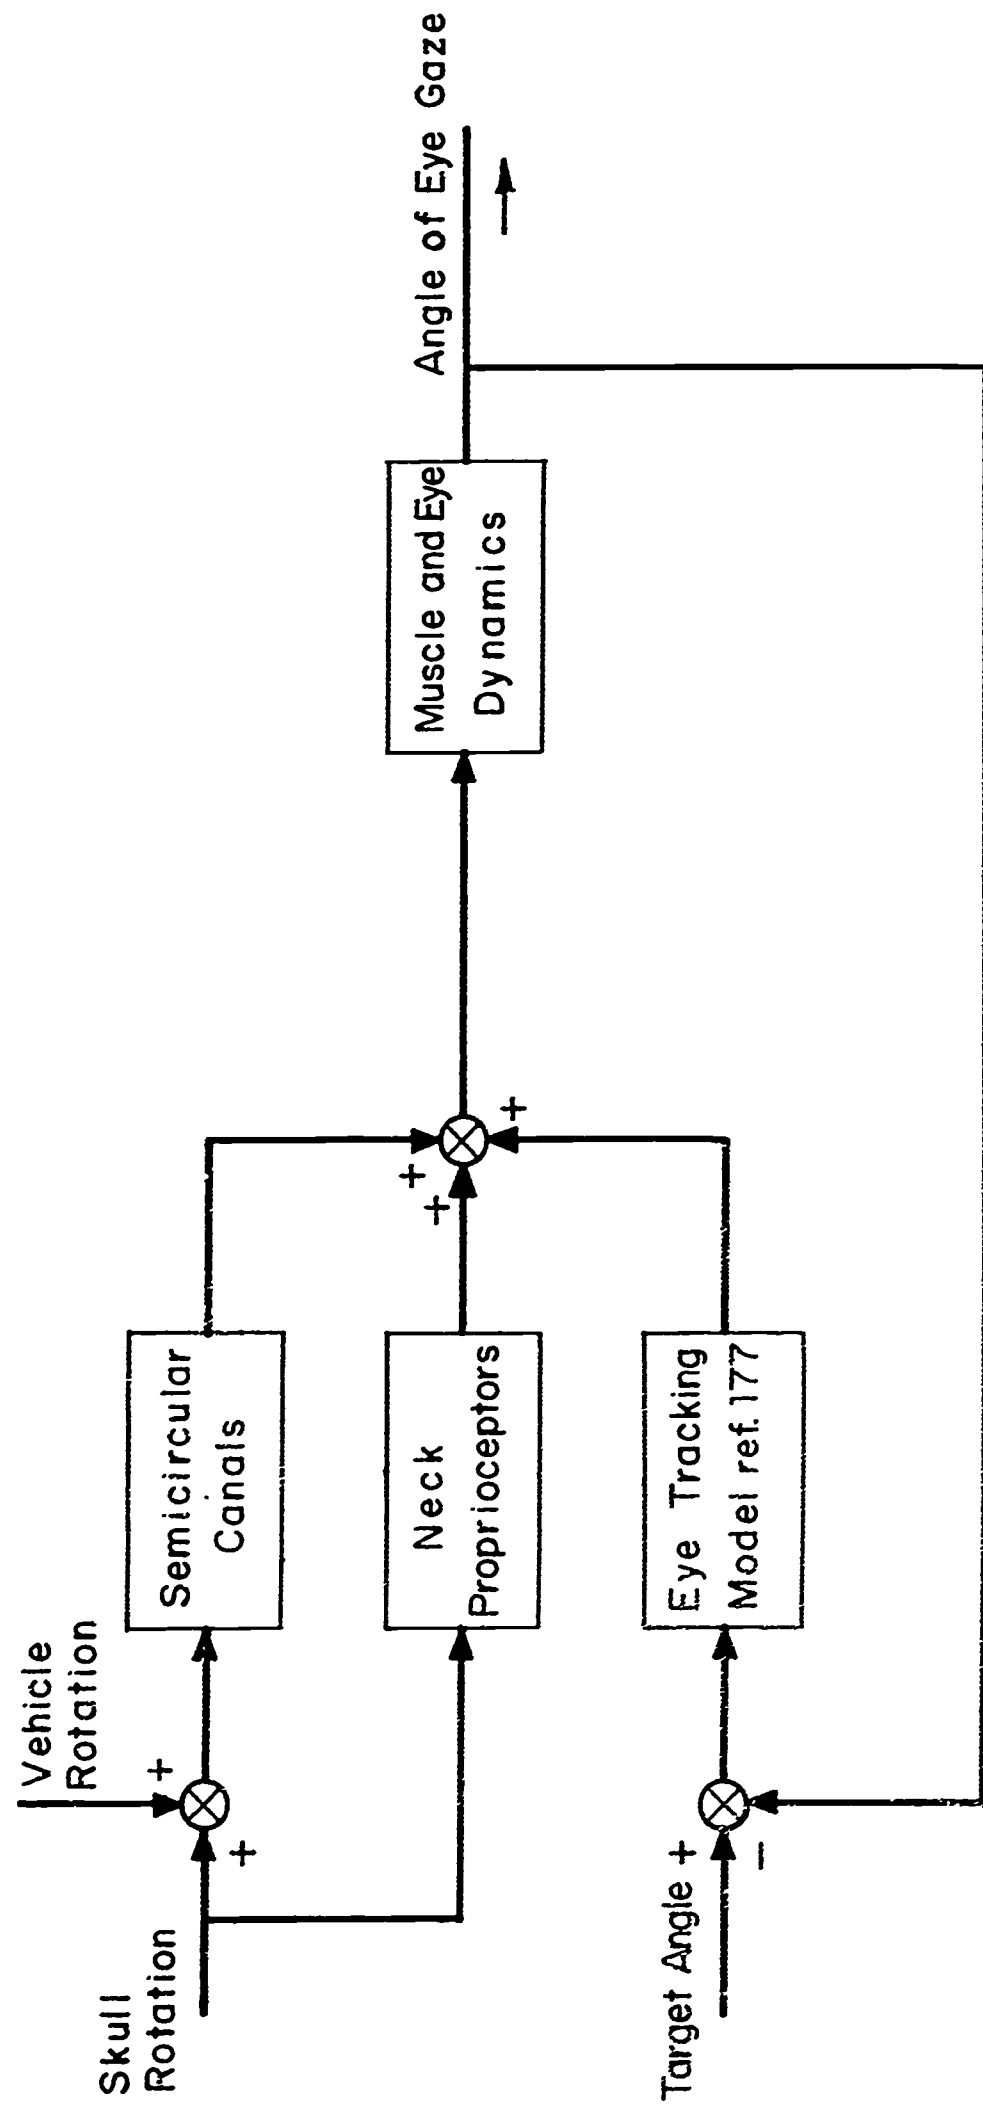 Vehicle
Rotation
Skull
Rotation
+
+
Semicircular
Canals
Neck
Proprioceptors
Target Angle +
−
Eye Tracking
Model ref. 177
+
+
+
Muscle and Eye
Dynamics
Angle of Eye Gaze